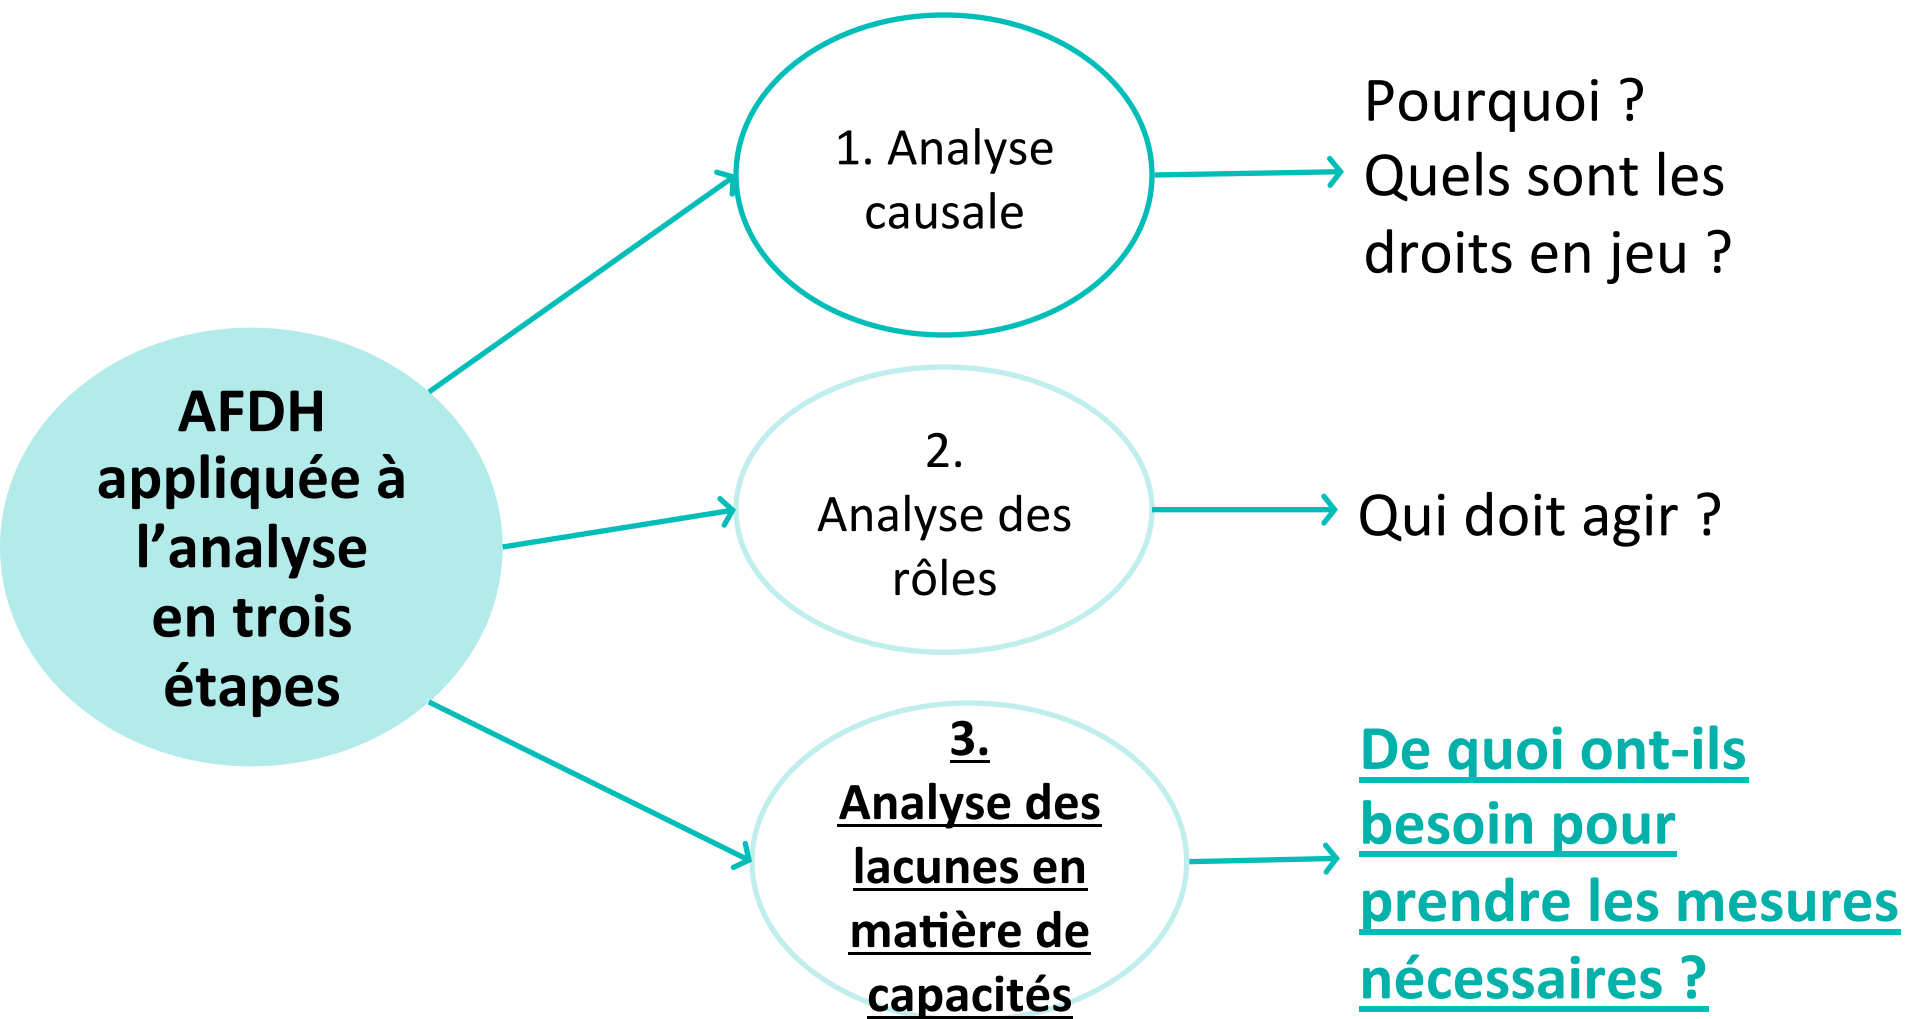 AFDH
appliquée à
l’analyse
en trois
étapes
1. Analyse
causale
Pourquoi ?
Quels sont les
droits en jeu ?
2.
Analyse des
rôles
Qui doit agir ?
3.
Analyse des
lacunes en
matière de
capacités
De quoi ont-ils
besoin pour
prendre les mesures
nécessaires ?